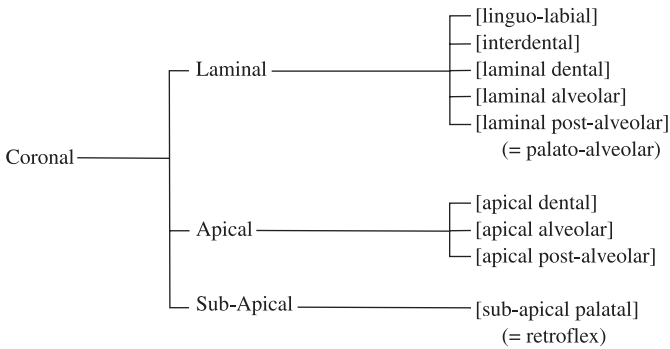 [linguo-labial]
[interdental]
Laminal
[laminal dental]
[laminal alveolar]
[laminal post-alveolar]
(= palato-alveolar)
Coronal
[apical dental]
Apical
[apical alveolar]
[apical post-alveolar]
Sub-Apical
[sub-apical palatal]
(= retroflex)